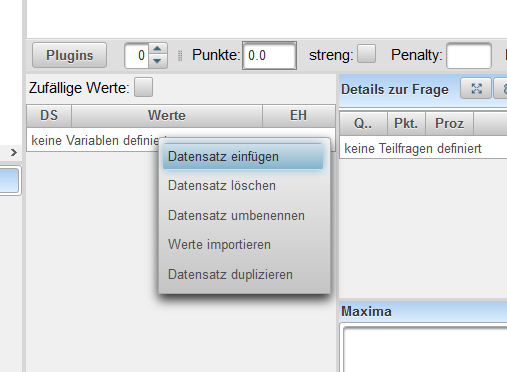 Plugins 0 Punkte: 0.0 streng: Penalty:
Zufällige Werte:
Details zur Frage
DS Werte EH
Q.. Pkt. Proz
keine Variablen definiert
keine Teilfragen definiert
Datensatz einfügen
Datensatz löschen
Datensatz umbenennen
Werte importieren
Datensatz duplizieren
Maxima